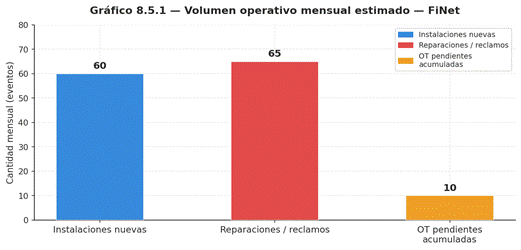 Gráfico 8.5.1 — Volumen operativo mensual estimado — FiNet
Cantidad mensual (eventos)
80
70
60
50
40
30
20
10
0
60
65
10
Instalaciones nuevas
Reparaciones / reclamos
OT pendientes
acumuladas
Instalaciones nuevas
Reparaciones / reclamos
OT pendientes
acumuladas